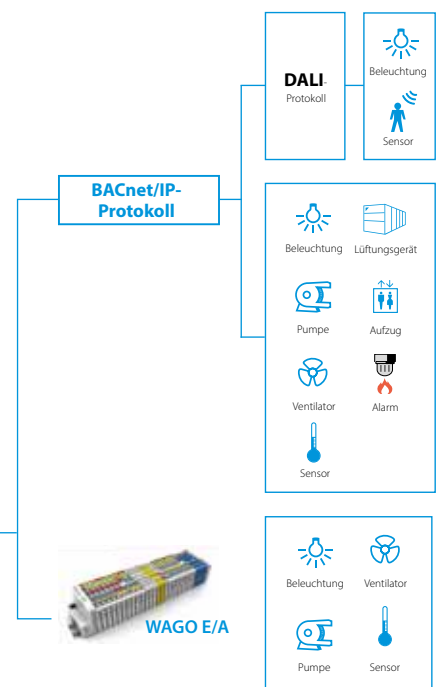 DALI-
Protokoll
Beleuchtung
Sensor
BACnet/IP-
Protokoll
Beleuchtung
Lüftungsgerät
Pumpe
Aufzug
Ventilator
Alarm
Sensor
WAGO E/A
Beleuchtung
Ventilator
Pumpe
Sensor